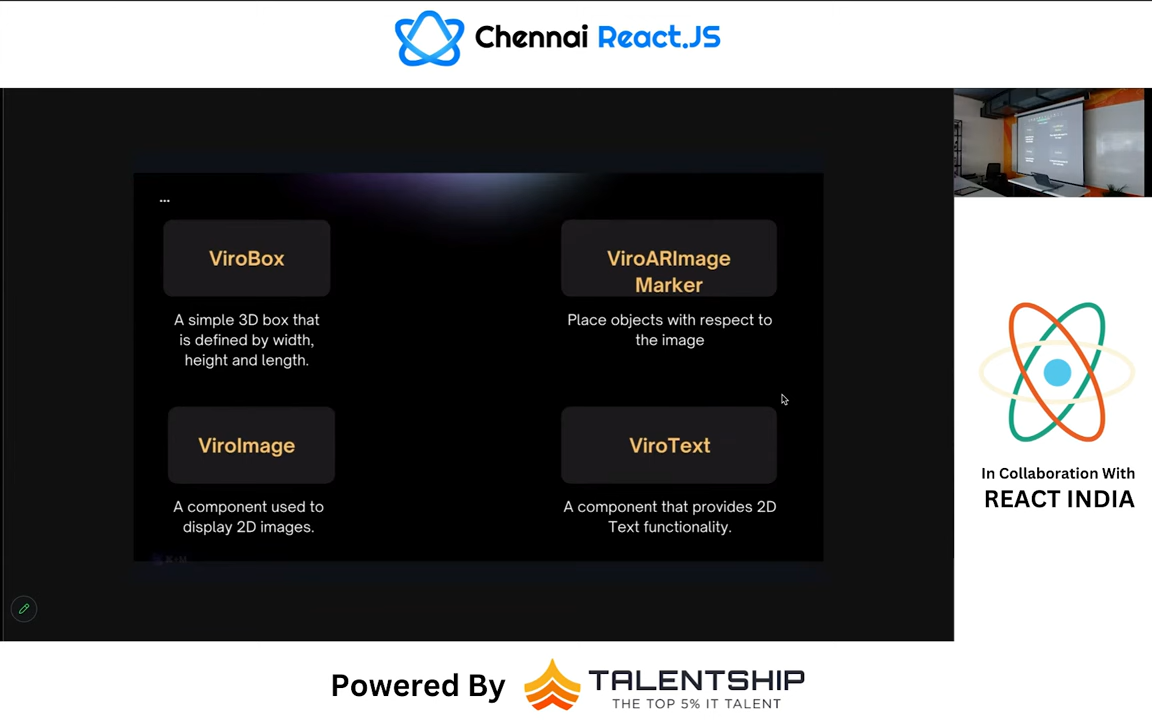 Chennai React.JS
...
ViroBox
A simple 3D box that
is defined by width,
height and length.
ViroARImage
Marker
Place objects with respect to
the image
ViroImage
A component used to
display 2D images.
ViroText
A component that provides 2D
Text functionality.
In Collaboration With
REACT INDIA
Powered By
TALENTSHIP
THE TOP 5% IT TALENT